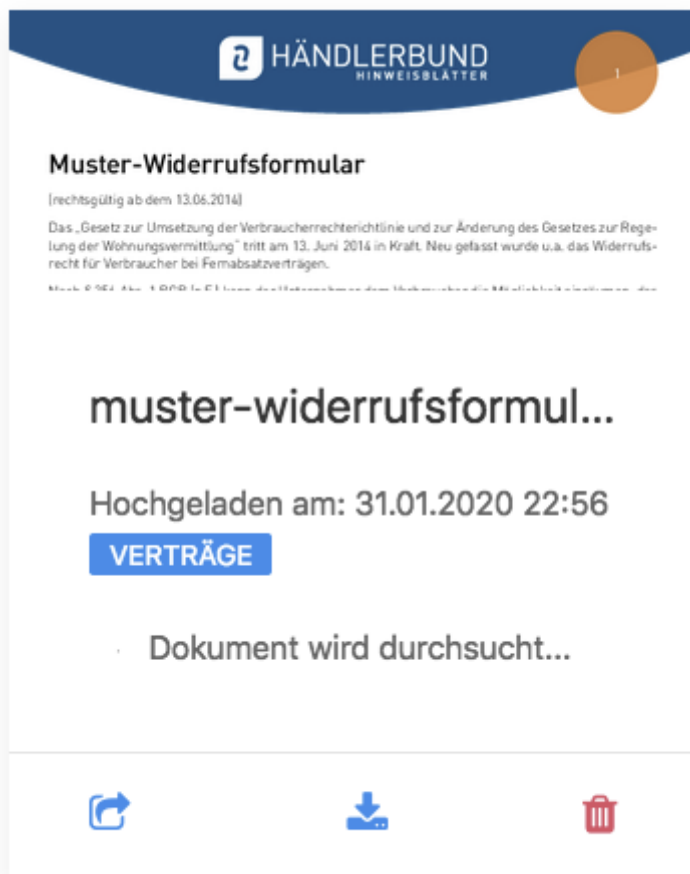 HÄNDLERBUND
HINWEISBLÄTTER
1
Muster-Widerrufsformular
[rechtsgültig ab dem 13.06.2014]
Das „Gesetz zur Umsetzung der Verbraucherrechterichtlinie und zur Änderung des Gesetzes zur Rege-
lung der Wohnungsvermittlung“ tritt am 13. Juni 2014 in Kraft. Neu gefasst wurde u.a. das Widerrufs-
recht für Verbraucher bei Fernabsatzverträgen.
muster-widerrufsformul...
Hochgeladen am: 31.01.2020 22:56
VERTRÄGE
Dokument wird durchsucht...